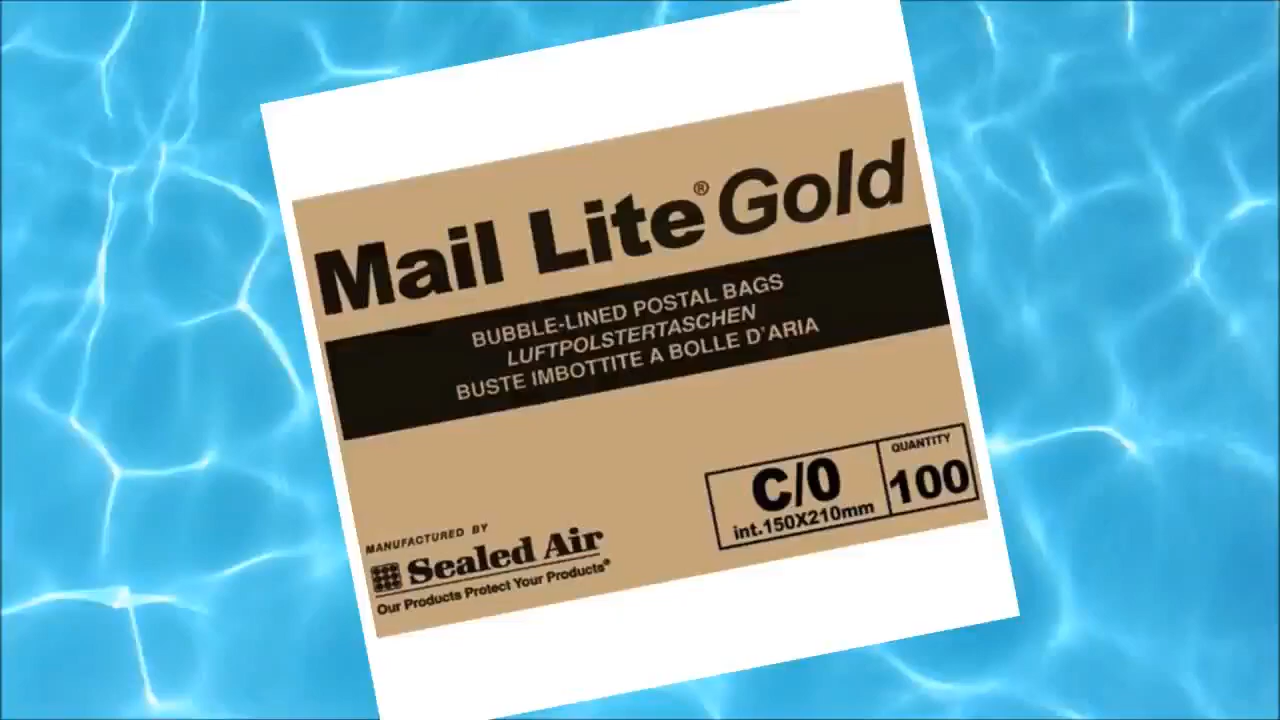 Mail Lite® Gold
BUBBLE-LINED POSTAL BAGS
LUFTPOLSTERTASCHEN
BUSTE IMBOTTITE A BOLLE D'ARIA
C/0
int.150X210mm
QUANTITY
100
MANUFACTURED BY
Sealed Air
Our Products Protect Your Products®